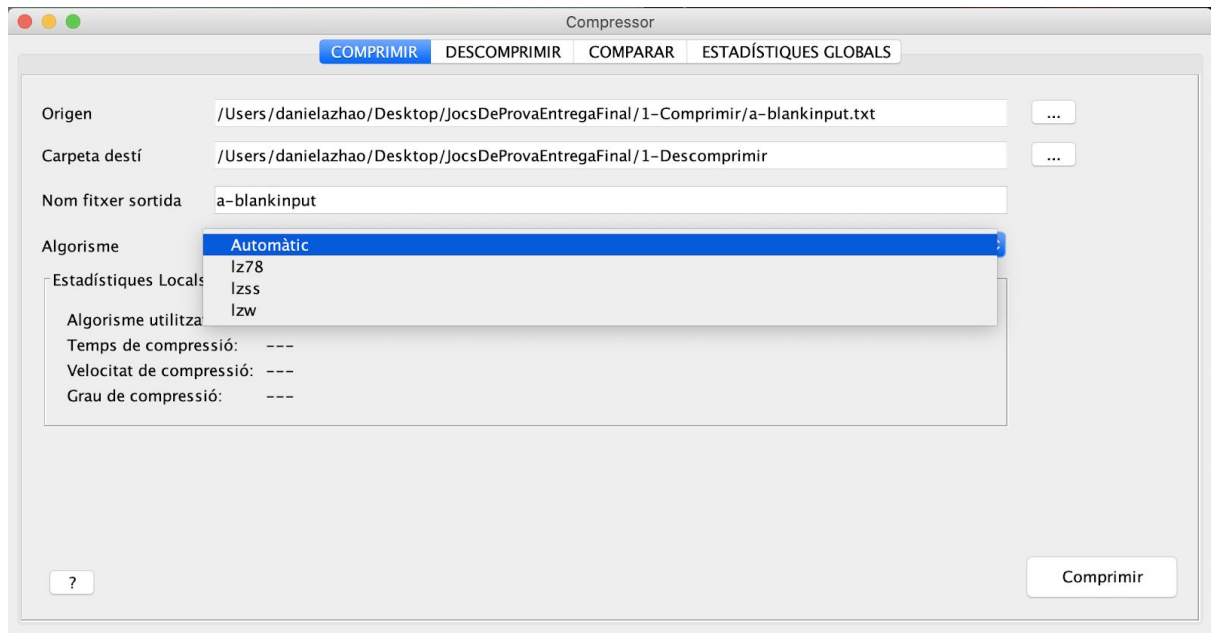 Compressor
COMPRIMIR DESCOMPRIMIR COMPARAR ESTADÍSTIQUES GLOBALS
Origen /Users/danielazhao/Desktop/JocsDeProvaEntregaFinal/1-Comprimir/a-blankinput.txt ...
Carpeta destí /Users/danielazhao/Desktop/JocsDeProvaEntregaFinal/1-Descomprimir ...
Nom fitxer sortida a-blankinput
Algorisme Automàtic
lz78
Estadístiques Locals
lzss
lzw
Algorisme utilitza
Temps de compressió: ---
Velocitat de compressió: ---
Grau de compressió: ---
? Comprimir